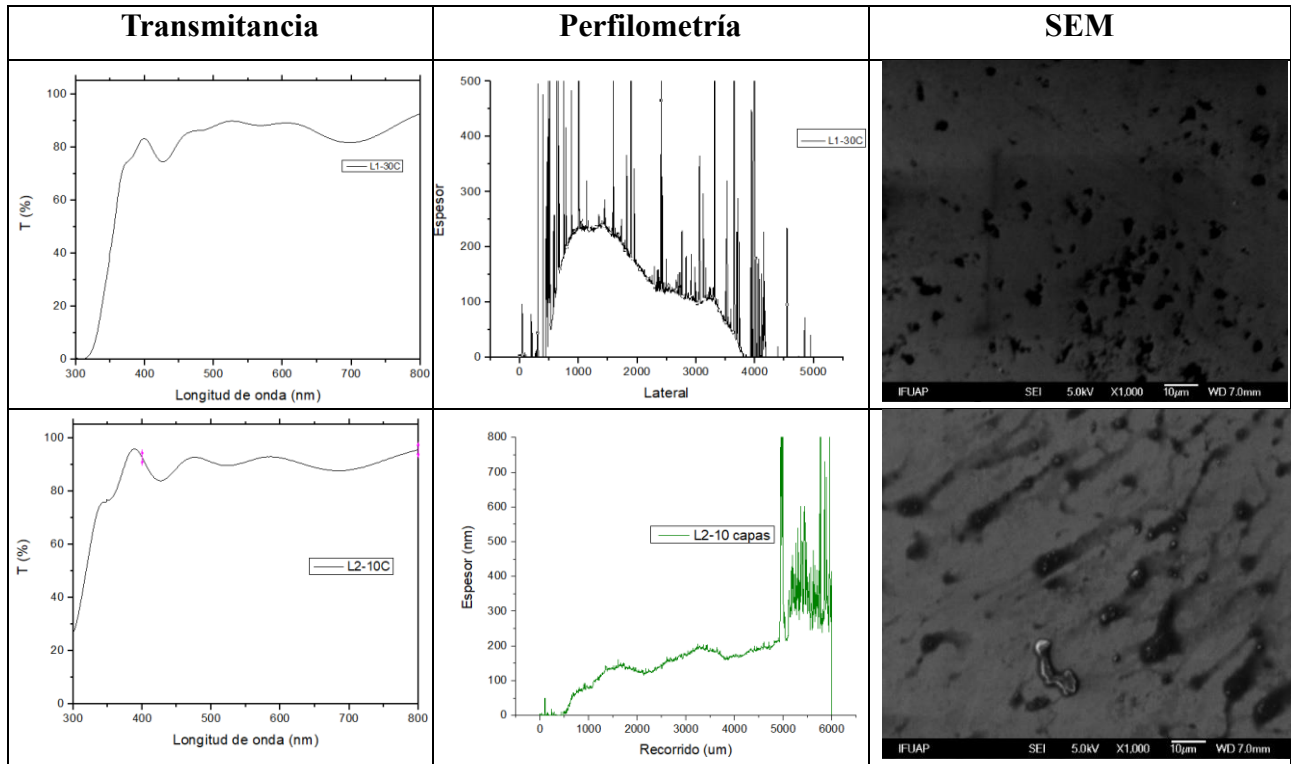 Transmitancia
Perfilometría
SEM
100
80
60
40
20
0
T (%)
L1-30C
300 400 500 600 700 800
Longitud de onda (nm)
500
400
300
200
100
0
Espesor
L1-30C
0 1000 2000 3000 4000 5000
Lateral
IFUAP SEI 5.0kV X1,000 10μm WD 7.0mm
100
80
60
40
20
0
T (%)
L2-10C
300 400 500 600 700 800
Longitud de onda (nm)
800
700
600
500
400
300
200
100
0
Espesor (nm)
L2-10 capas
0 1000 2000 3000 4000 5000 6000
Recorrido (um)
IFUAP SEI 5.0kV X1,000 10μm WD 7.0mm